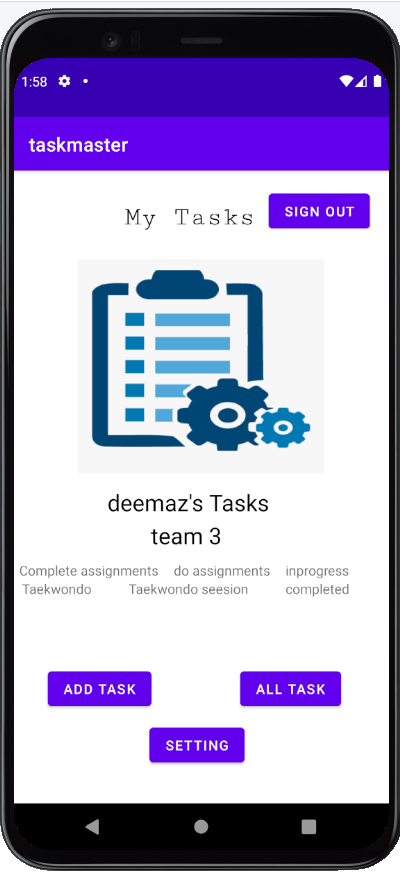 1:58
taskmaster
My Tasks SIGN OUT
deemaz's Tasks
team 3
Complete assignments do assignments inprogress
Taekwondo Taekwondo seesion completed
ADD TASK ALL TASK
SETTING